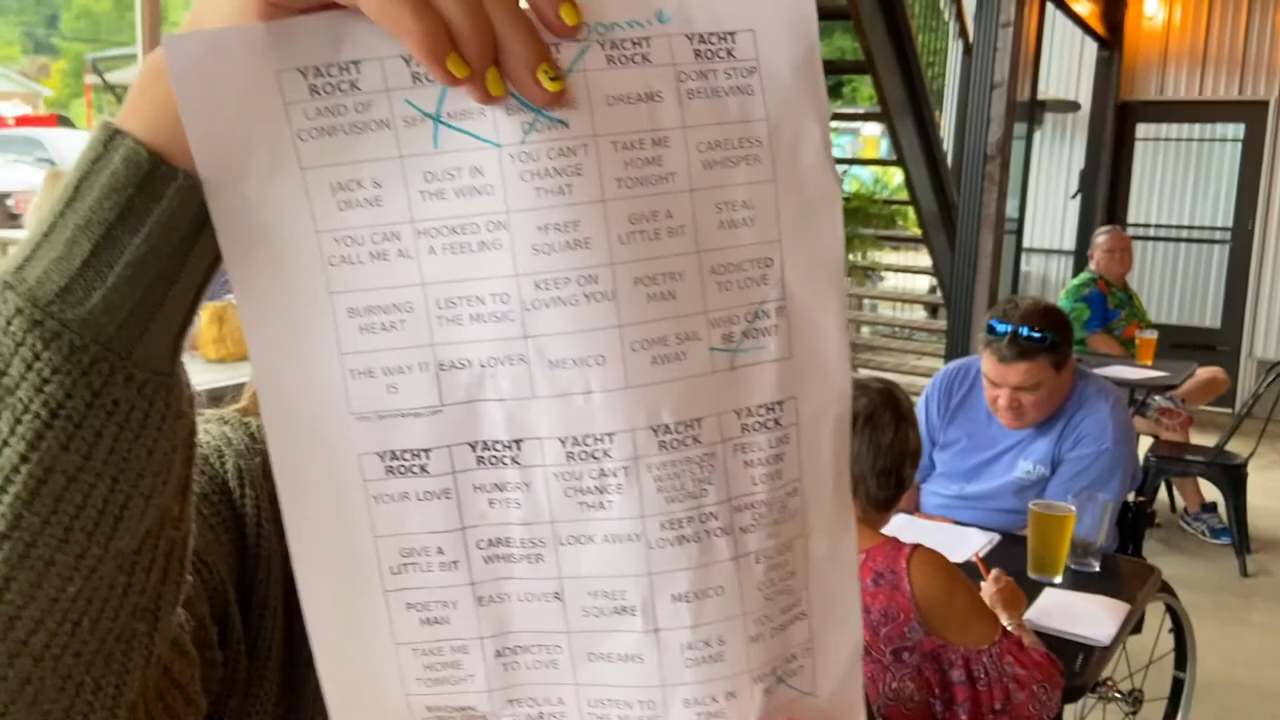 Donnie
YACHT YACHT YACHT
ROCK ROCK ROCK
LAND OF CONFUSION
DOWN
DREAMS
DON'T STOP BELIEVING
JACK & DIANE
DUST IN THE WIND
YOU CAN'T CHANGE THAT
TAKE ME HOME TONIGHT
CARELESS WHISPER
YOU CAN CALL ME AL
HOOKED ON A FEELING
*FREE SQUARE
GIVE A LITTLE BIT
STEAL AWAY
BURNING HEART
LISTEN TO THE MUSIC
KEEP ON LOVING YOU
POETRY MAN
ADDICTED TO LOVE
THE WAY IT IS
EASY LOVER
MEXICO
COME SAIL AWAY
WHO CAN IT BE NOW?
YACHT YACHT YACHT YACHT YACHT
ROCK ROCK ROCK ROCK ROCK
YOUR LOVE
HUNGRY EYES
YOU CAN'T CHANGE THAT
EVERYBODY WANTS TO RULE THE WORLD
FEEL LIKE MAKIN' LOVE
GIVE A LITTLE BIT
CARELESS WHISPER
LOOK AWAY
KEEP ON LOVING YOU
POETRY MAN
EASY LOVER
*FREE SQUARE
MEXICO
TAKE ME HOME TONIGHT
ADDICTED TO LOVE
DREAMS
JACK & DIANE
MY DREAMS
TEQUILA
LISTEN TO
BACK IN